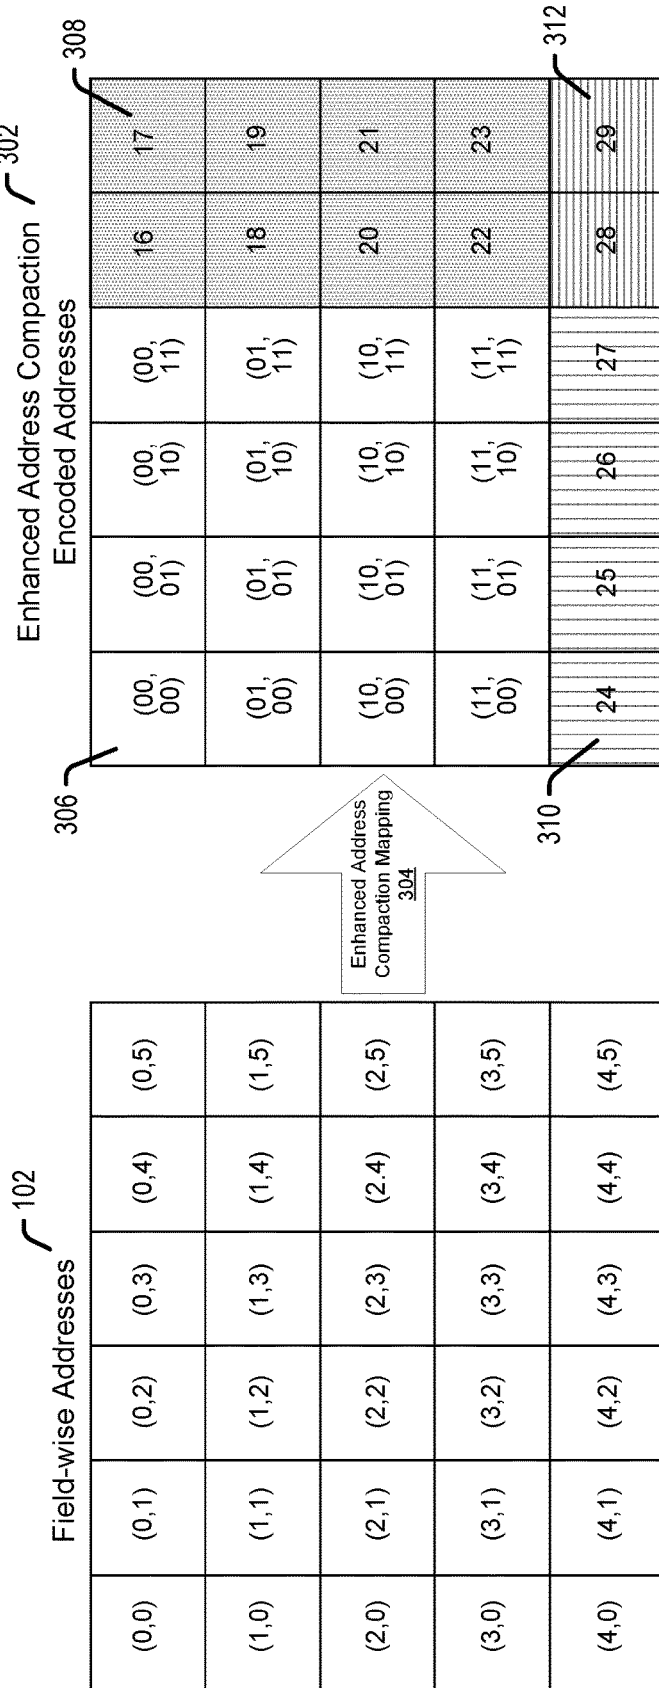 Field-wise Addresses
102
(0,0) (0,1) (0,2) (0,3) (0,4) (0,5)
(1,0) (1,1) (1,2) (1,3) (1,4) (1,5)
(2,0) (2,1) (2,2) (2,3) (2.4) (2,5)
(3,0) (3,1) (3,2) (3,3) (3,4) (3,5)
(4,0) (4,1) (4,2) (4,3) (4,4) (4,5)
Enhanced Address
Compaction Mapping
304
Enhanced Address Compaction
Encoded Addresses
302
306
308
(00, (00, (00, (00, 16 17
00) 01) 10) 11)
(01, (01, (01, (01, 18 19
00) 01) 10) 11)
(10, (10, (10, (10, 20 21
00) 01) 10) 11)
(11, (11, (11, (11, 22 23
00) 01) 10) 11)
24 25 26 27 28 29
310
312